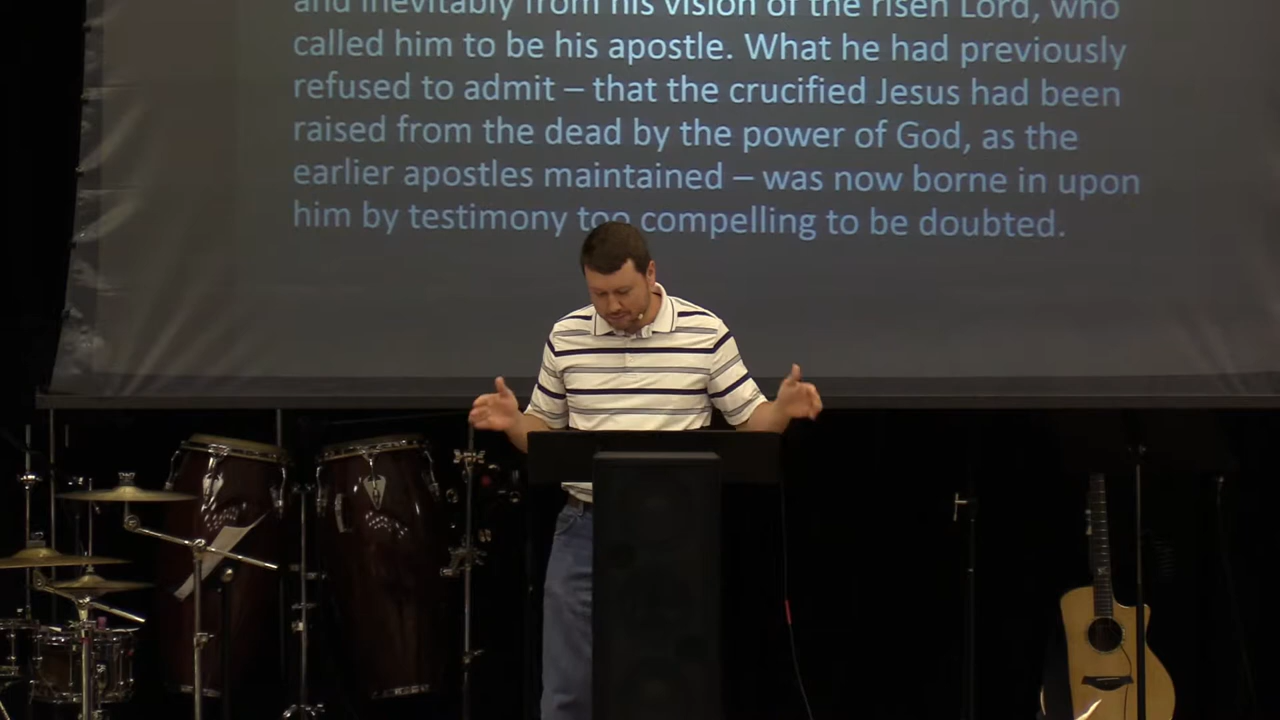 and inevitably from his vision of the risen Lord, who
called him to be his apostle. What he had previously
refused to admit – that the crucified Jesus had been
raised from the dead by the power of God, as the
earlier apostles maintained – was now borne in upon
him by testimony too compelling to be doubted.